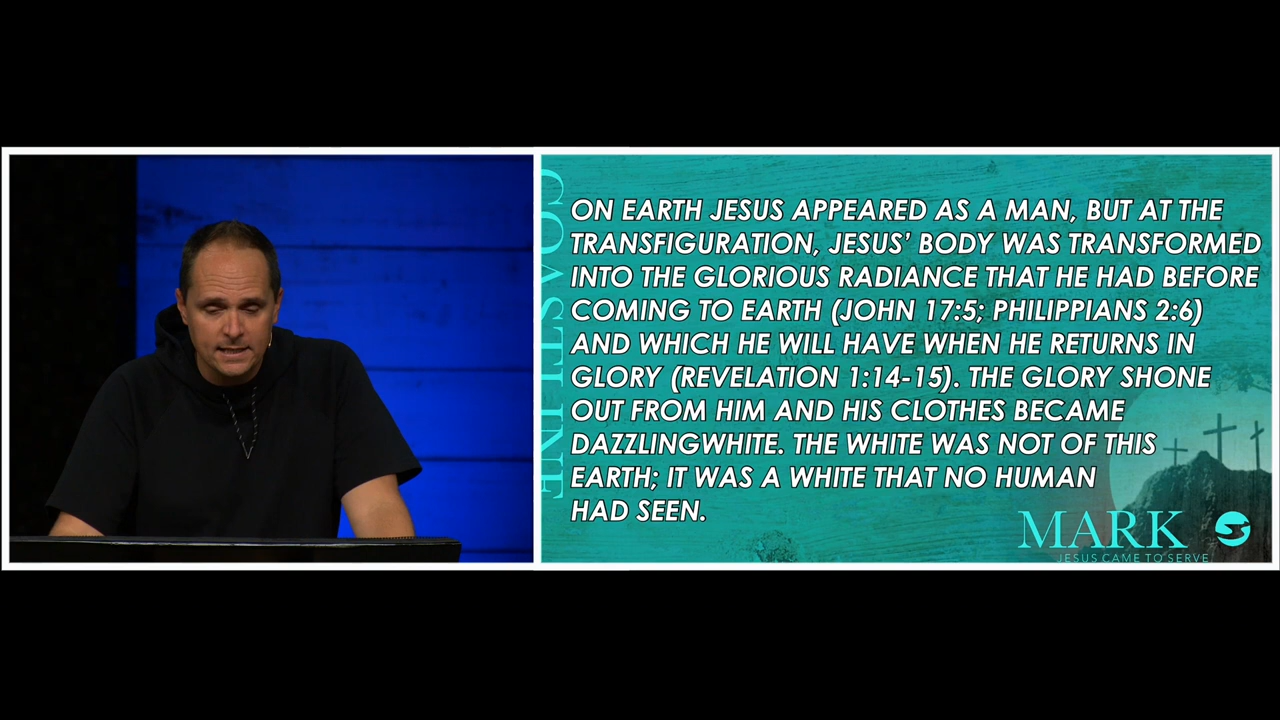 COASTLINE
ON EARTH JESUS APPEARED AS A MAN, BUT AT THE
TRANSFIGURATION, JESUS' BODY WAS TRANSFORMED
INTO THE GLORIOUS RADIANCE THAT HE HAD BEFORE
COMING TO EARTH (JOHN 17:5; PHILIPPIANS 2:6)
AND WHICH HE WILL HAVE WHEN HE RETURNS IN
GLORY (REVELATION 1:14-15). THE GLORY SHONE
OUT FROM HIM AND HIS CLOTHES BECAME
DAZZLINGWHITE. THE WHITE WAS NOT OF THIS
EARTH; IT WAS A WHITE THAT NO HUMAN
HAD SEEN.
MARK
JESUS CAME TO SERVE